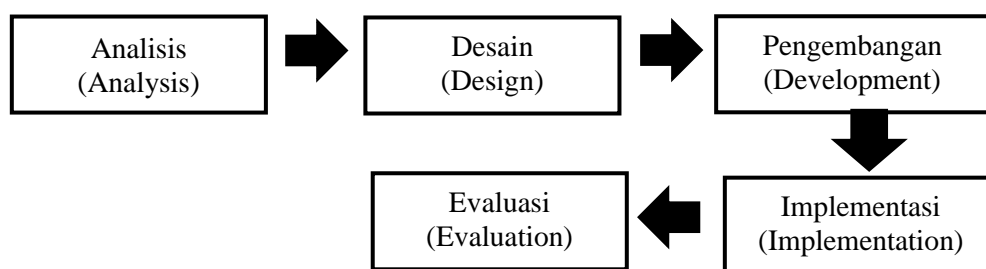 Analisis
(Analysis)
Desain
(Design)
Pengembangan
(Development)
Implementasi
(Implementation)
Evaluasi
(Evaluation)